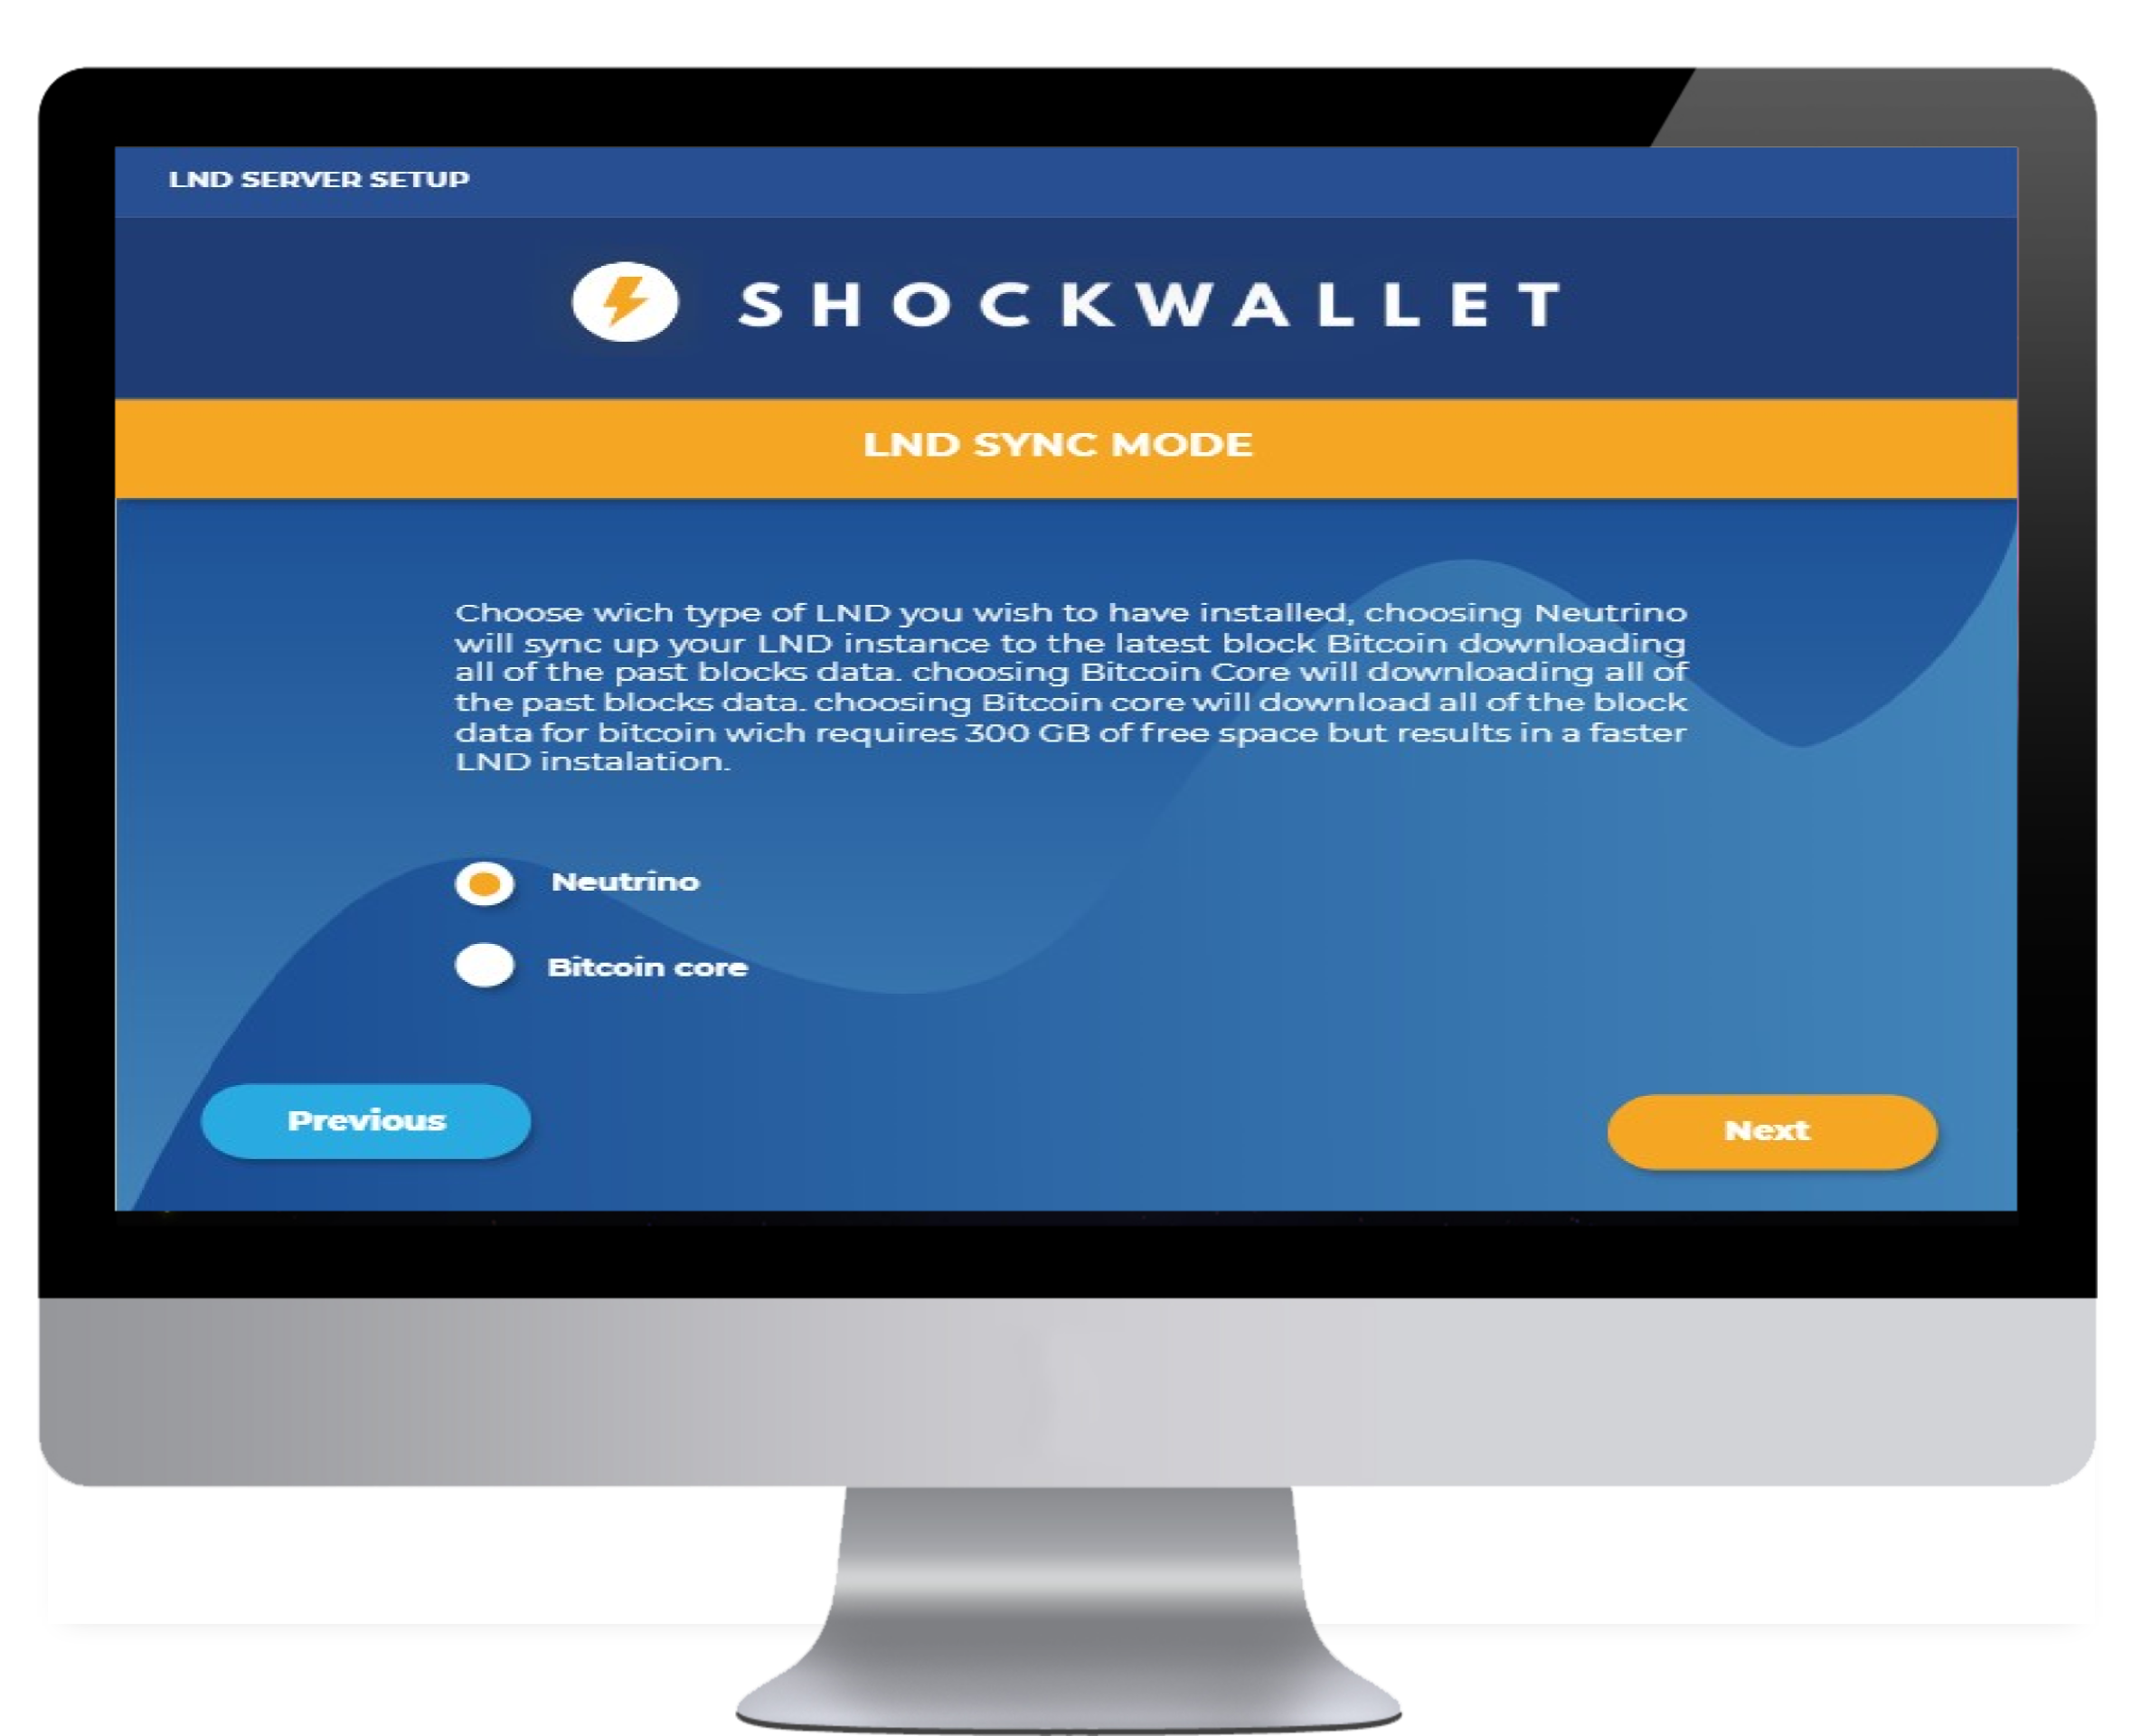 LND SERVER SETUP
SHOCKWALLET
LND SYNC MODE
Choose wich type of LND you wish to have installed, choosing Neutrino
will sync up your LND instance to the latest block Bitcoin downloading
all of the past blocks data. choosing Bitcoin Core will downloading all of
the past blocks data. choosing Bitcoin core will download all of the block
data for bitcoin wich requires 300 GB of free space but results in a faster
LND instalation.
Neutrino
Bitcoin core
Previous
Next